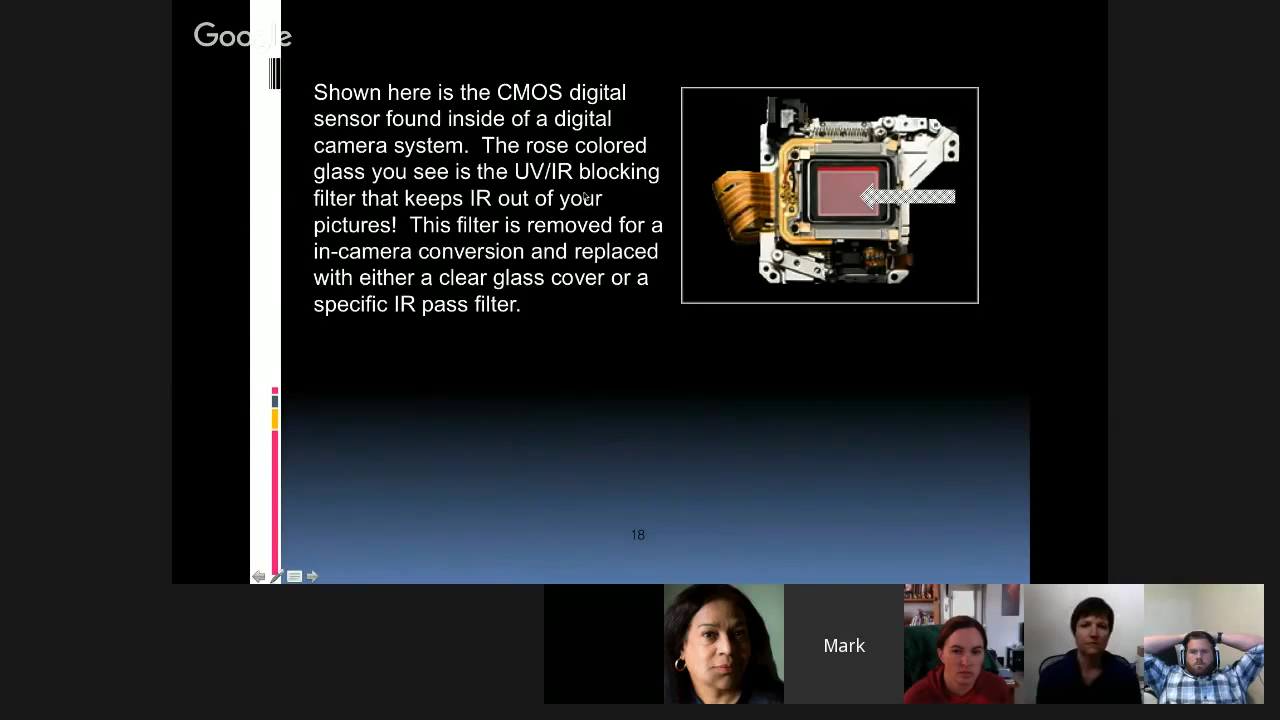 Google
Shown here is the CMOS digital
sensor found inside of a digital
camera system.  The rose colored
glass you see is the UV/IR blocking
filter that keeps IR out of your
pictures!  This filter is removed for a
in-camera conversion and replaced
with either a clear glass cover or a
specific IR pass filter.
18
Mark